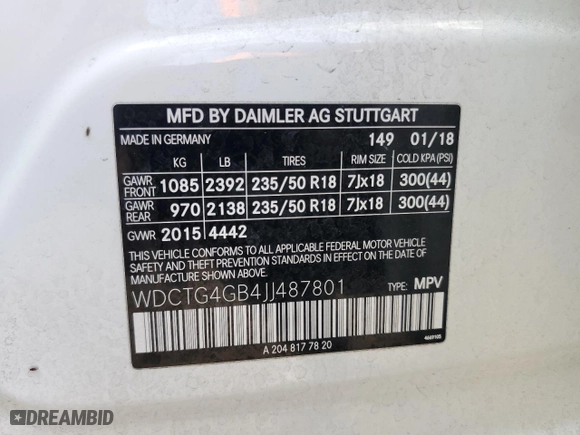 MFD BY DAIMLER AG STUTTGART
MADE IN GERMANY 149 01/18
KG LB TIRES RIM SIZE COLD KPA (PSI)
GAWR FRONT 1085 2392 235/50 R18 7Jx18 300(44)
GAWR REAR 970 2138 235/50 R18 7Jx18 300(44)
GVWR 2015 4442
THIS VEHICLE CONFORMS TO ALL APPLICABLE FEDERAL MOTOR VEHICLE
SAFETY AND THEFT PREVENTION STANDARDS IN EFFECT ON THE DATE
OF MANUFACTURE SHOWN ABOVE.
WDCTG4GB4JJ487801 TYPE: MPV
A 204 817 78 20
DREAMBID